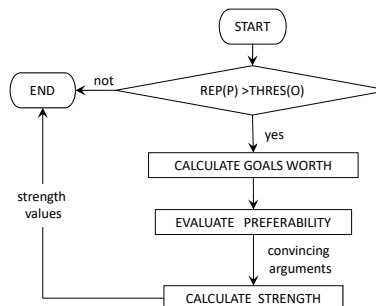 START
not
END
REP(P) >THRES(O)
yes
CALCULATE GOALS WORTH
strength
values
EVALUATE PREFERABILITY
convincing
arguments
CALCULATE STRENGTH